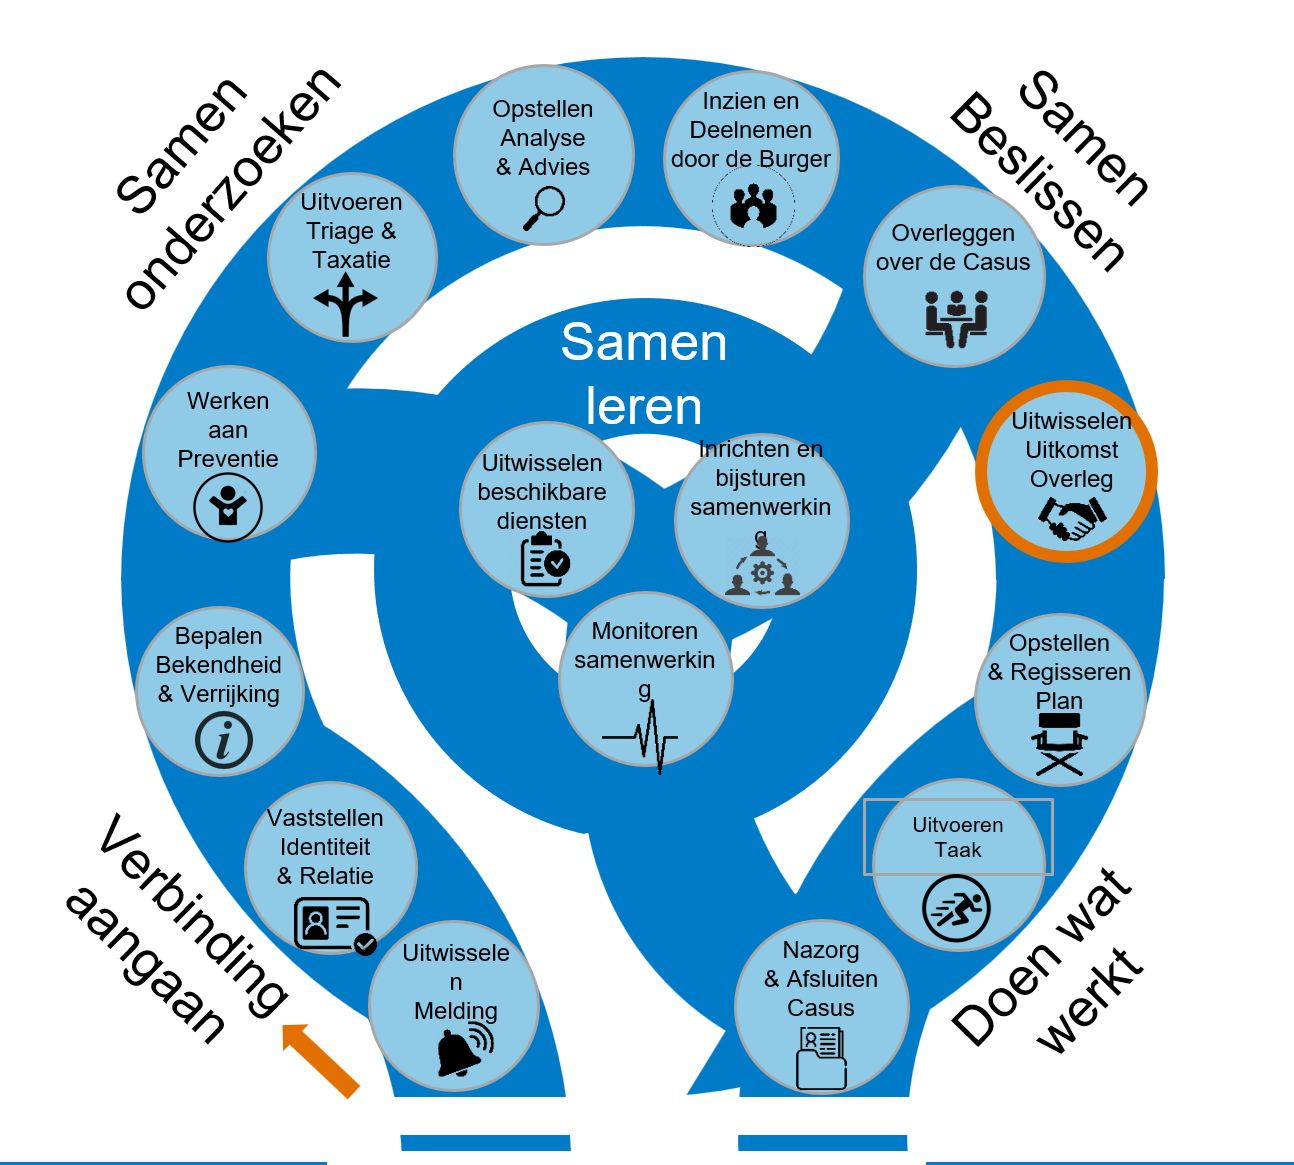 Samen
onderzoeken
Samen
Beslissen
Verbinding
aangaan
Doen wat
werkt
Samen
leren
Opstellen
Analyse
& Advies
Inzien en
Deelnemen
door de Burger
Uitvoeren
Triage &
Taxatie
Overleggen
over de Casus
Werken
aan
Preventie
Uitwisselen
Uitkomst
Overleg
Uitwisselen
beschikbare
diensten
Inrichten en
bijsturen
samenwerkin
g
Monitoren
samenwerkin
g
Bepalen
Bekendheid
& Verrijking
Opstellen
& Regisseren
Plan
Vaststellen
Identiteit
& Relatie
Uitvoeren
Taak
Uitwissele
n
Melding
Nazorg
& Afsluiten
Casus